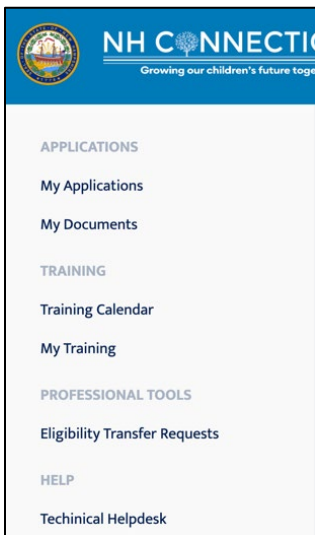 NH CONNECTI
Growing our children's future toge
APPLICATIONS
My Applications
My Documents
TRAINING
Training Calendar
My Training
PROFESSIONAL TOOLS
Eligibility Transfer Requests
HELP
Techinical Helpdesk